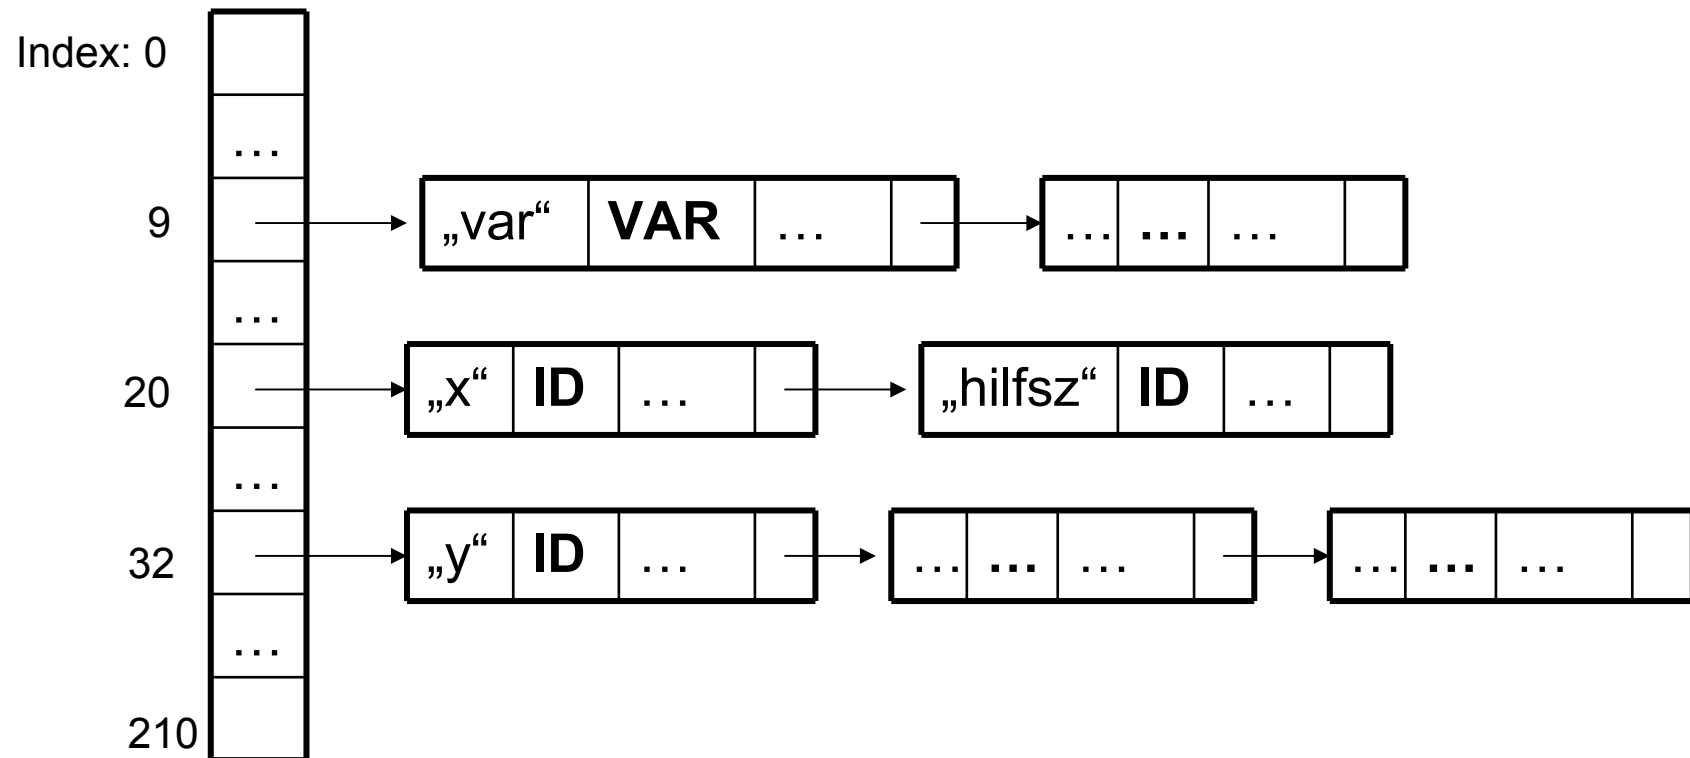 Index: 0
…
9 „var“ VAR … … … …
…
20 „x“ ID … „hilfsz“ ID …
…
32 „y“ ID … … … … … … …
…
210